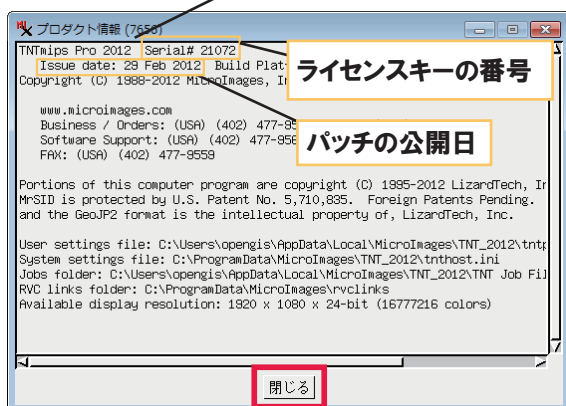 プロダクト情報 (7650)
TNTmips Pro 2012 Serial# 21072
Issue date: 29 Feb 2012 Build Plat
ライセンスキーの番号
Copyright (C) 1988-2012 MicroImages, I
www.microimages.com
Business / Orders: (USA) (402) 477-95
パッチの公開日
Software Support: (USA) (402) 477-956
FAX: (USA) (402) 477-9559
Portions of this computer program are copyright (C) 1995-2012 LizardTech, Ir
MrSID is protected by U.S. Patent No. 5,710,835. Foreign Patents Pending.
and the GeoJP2 format is the intellectual property of, LizardTech, Inc.
User settings file: C:\Users\opengis\AppData\Local\MicroImages\TNT_2012\tntp
System settings file: C:\ProgramData\MicroImages\TNT_2012\tnthost.ini
Jobs folder: C:\Users\opengis\AppData\Local\MicroImages\TNT_2012\TNT Job Fil
RVC links folder: C:\ProgramData\MicroImages\rvclinks
Available display resolution: 1920 x 1080 x 24-bit (16777216 colors)
閉じる